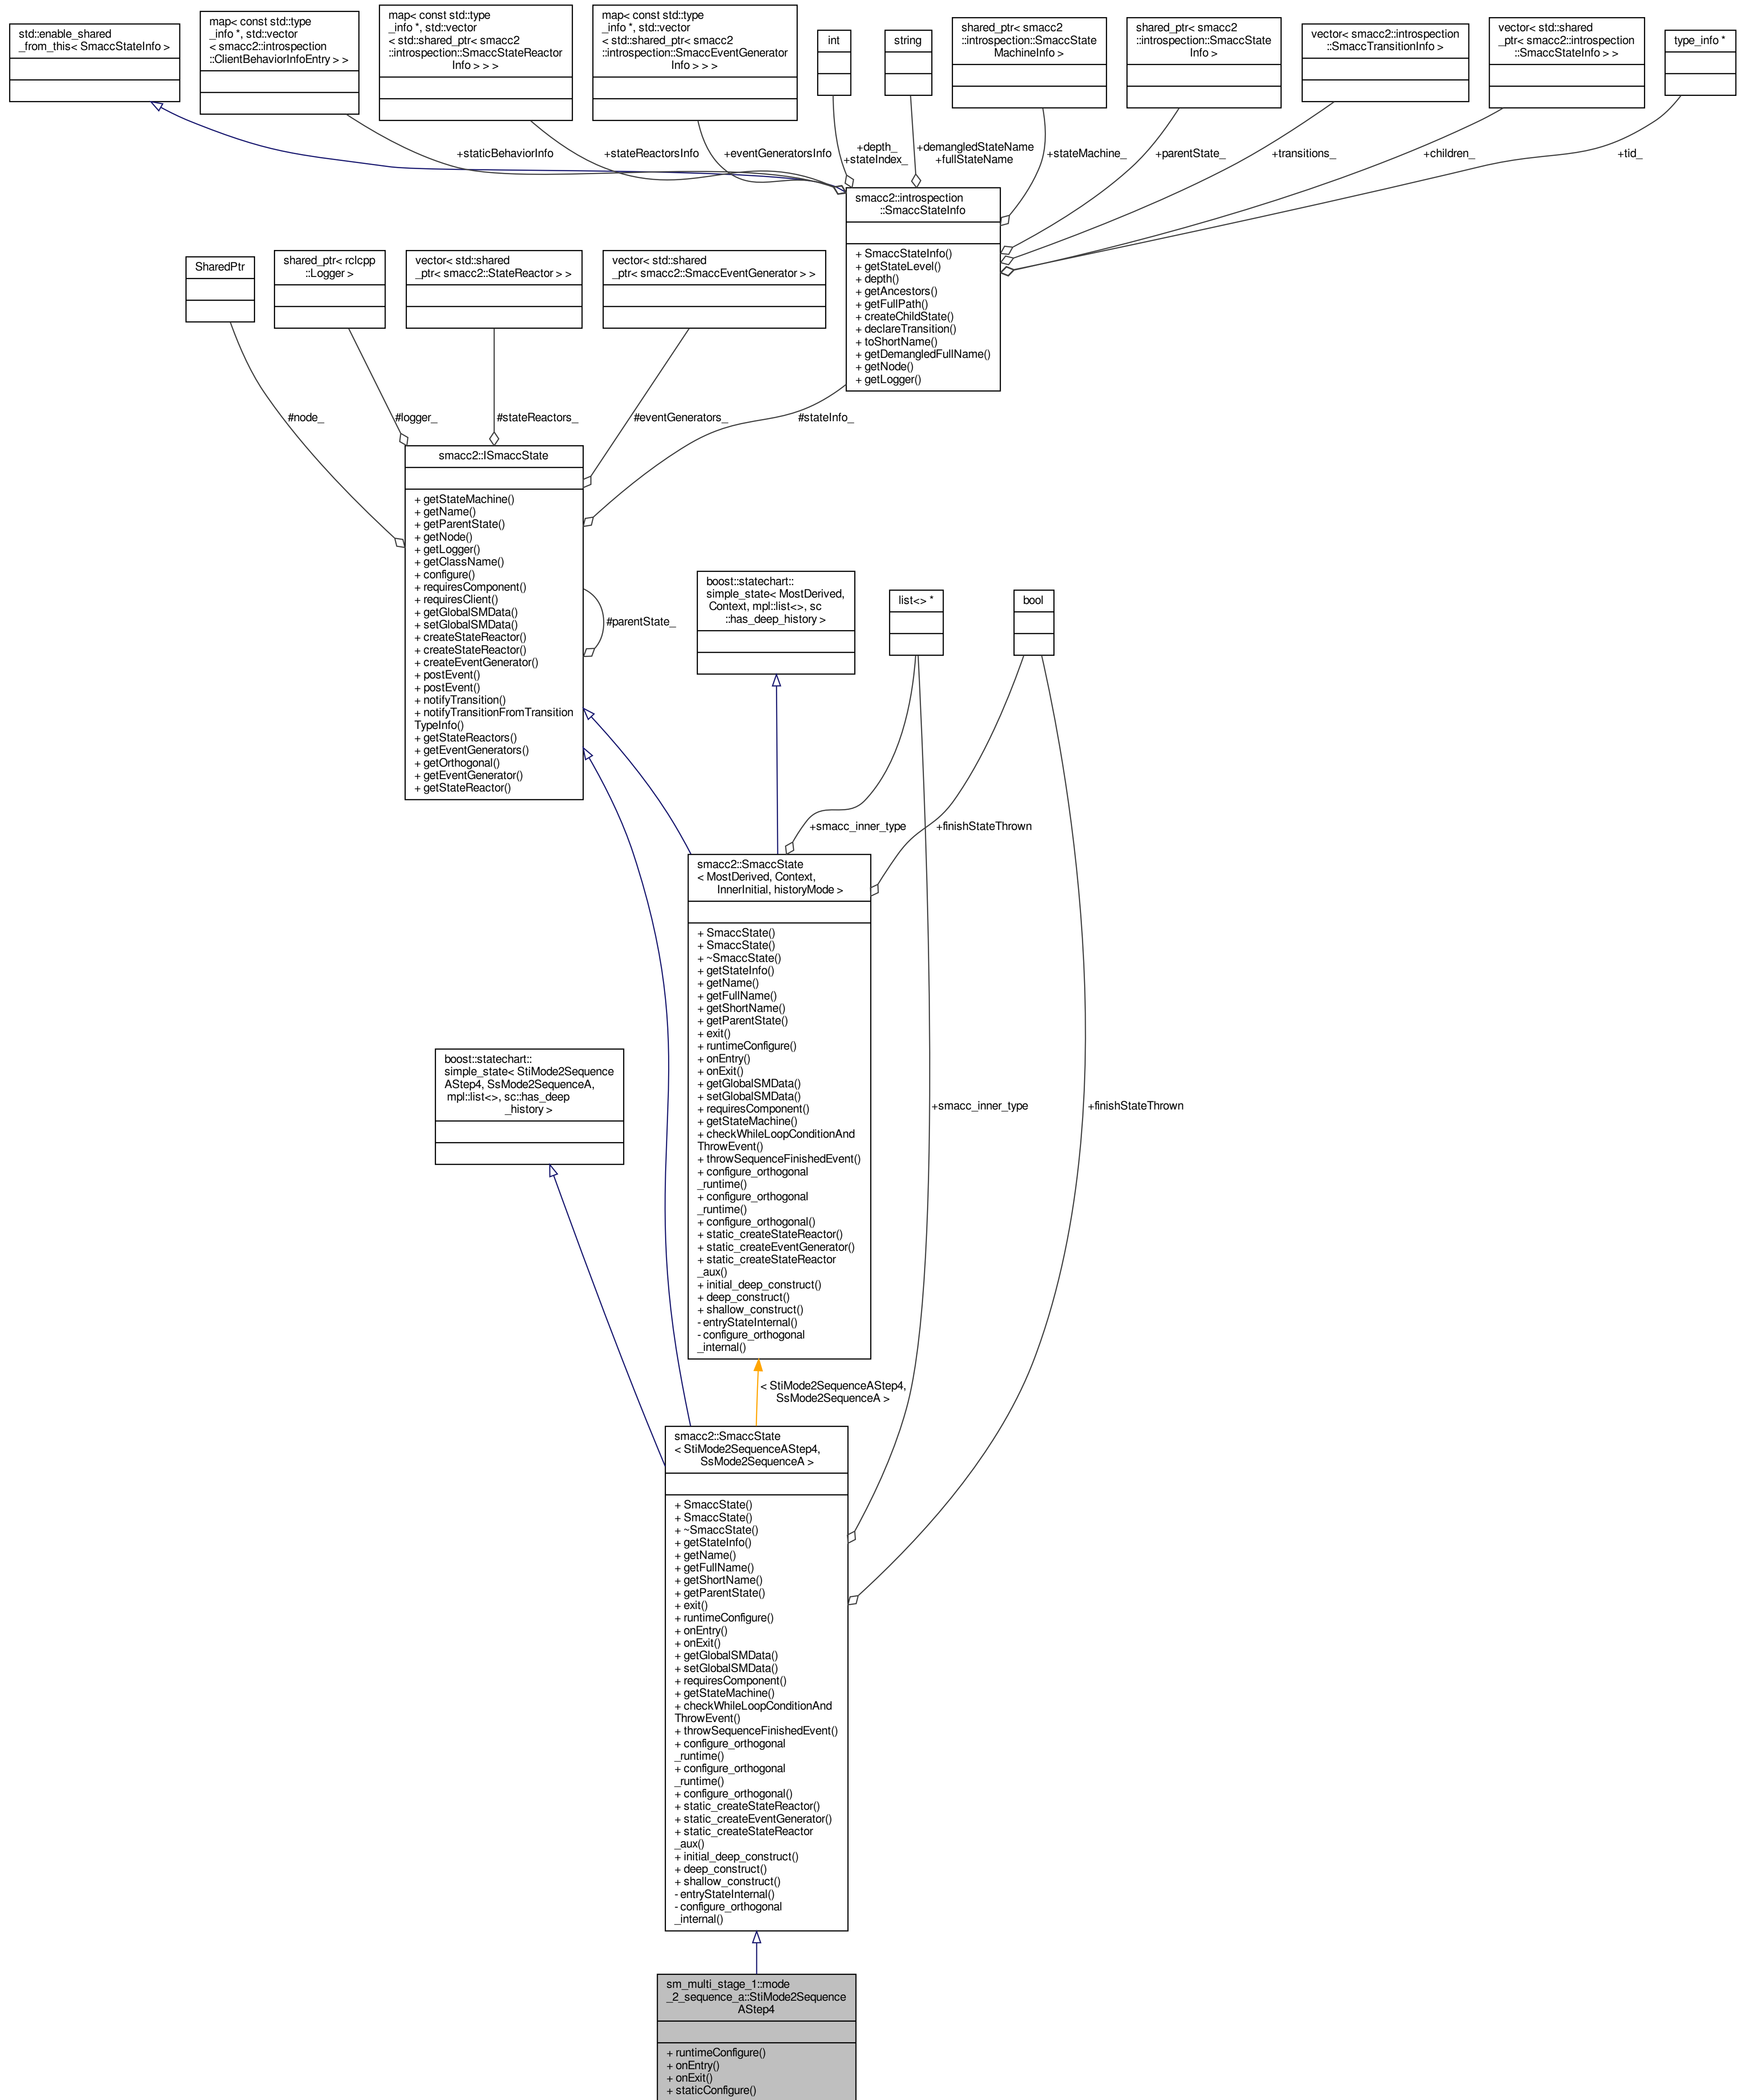 std::enable_shared
_from_this< SmaccStateInfo >
map< const std::type
_info *, std::vector
< smacc2::introspection
::ClientBehaviorInfoEntry > >
map< const std::type
_info *, std::vector
< std::shared_ptr< smacc2
::introspection::SmaccStateReactor
Info > > >
map< const std::type
_info *, std::vector
< std::shared_ptr< smacc2
::introspection::SmaccEventGenerator
Info > > >
int
string
shared_ptr< smacc2
::introspection::SmaccState
MachineInfo >
shared_ptr< smacc2
::introspection::SmaccState
Info >
vector< smacc2::introspection
::SmaccTransitionInfo >
vector< std::shared
_ptr< smacc2::introspection
::SmaccStateInfo > >
type_info *
+staticBehaviorInfo
+stateReactorsInfo
+eventGeneratorsInfo
+depth_
+stateIndex_
+demangledStateName
+fullStateName
+stateMachine_
+parentState_
+transitions_
+children_
+tid_
smacc2::introspection
::SmaccStateInfo
+ SmaccStateInfo()
+ getStateLevel()
+ depth()
+ getAncestors()
+ getFullPath()
+ createChildState()
+ declareTransition()
+ toShortName()
+ getDemangledFullName()
+ getNode()
+ getLogger()
SharedPtr
shared_ptr< rclcpp
::Logger >
vector< std::shared
_ptr< smacc2::StateReactor > >
vector< std::shared
_ptr< smacc2::SmaccEventGenerator > >
#node_
#logger_
#stateReactors_
#eventGenerators_
#stateInfo_
smacc2::ISmaccState
+ getStateMachine()
+ getName()
+ getParentState()
+ getNode()
+ getLogger()
+ getClassName()
+ configure()
+ requiresComponent()
+ requiresClient()
+ getGlobalSMData()
+ setGlobalSMData()
+ createStateReactor()
+ createStateReactor()
+ createEventGenerator()
+ postEvent()
+ postEvent()
+ notifyTransition()
+ notifyTransitionFromTransition
TypeInfo()
+ getStateReactors()
+ getEventGenerators()
+ getOrthogonal()
+ getEventGenerator()
+ getStateReactor()
#parentState_
boost::statechart::
simple_state< MostDerived,
Context, mpl::list<>, sc
::has_deep_history >
list<> *
bool
+smacc_inner_type
+finishStateThrown
smacc2::SmaccState
< MostDerived, Context,
InnerInitial, historyMode >
+ SmaccState()
+ SmaccState()
+ ~SmaccState()
+ getStateInfo()
+ getName()
+ getFullName()
+ getShortName()
+ getParentState()
+ exit()
+ runtimeConfigure()
+ onEntry()
+ onExit()
+ getGlobalSMData()
+ setGlobalSMData()
+ requiresComponent()
+ getStateMachine()
+ checkWhileLoopConditionAnd
ThrowEvent()
+ throwSequenceFinishedEvent()
+ configure_orthogonal
_runtime()
+ configure_orthogonal
_runtime()
+ configure_orthogonal()
+ static_createStateReactor()
+ static_createEventGenerator()
+ static_createStateReactor
_aux()
+ initial_deep_construct()
+ deep_construct()
+ shallow_construct()
- entryStateInternal()
- configure_orthogonal
_internal()
boost::statechart::
simple_state< StiMode2Sequence
AStep4, SsMode2SequenceA,
mpl::list<>, sc::has_deep
_history >
+smacc_inner_type
+finishStateThrown
< StiMode2SequenceAStep4,
SsMode2SequenceA >
smacc2::SmaccState
< StiMode2SequenceAStep4,
SsMode2SequenceA >
+ SmaccState()
+ SmaccState()
+ ~SmaccState()
+ getStateInfo()
+ getName()
+ getFullName()
+ getShortName()
+ getParentState()
+ exit()
+ runtimeConfigure()
+ onEntry()
+ onExit()
+ getGlobalSMData()
+ setGlobalSMData()
+ requiresComponent()
+ getStateMachine()
+ checkWhileLoopConditionAnd
ThrowEvent()
+ throwSequenceFinishedEvent()
+ configure_orthogonal
_runtime()
+ configure_orthogonal
_runtime()
+ configure_orthogonal()
+ static_createStateReactor()
+ static_createEventGenerator()
+ static_createStateReactor
_aux()
+ initial_deep_construct()
+ deep_construct()
+ shallow_construct()
- entryStateInternal()
- configure_orthogonal
_internal()
sm_multi_stage_1::mode
_2_sequence_a::StiMode2Sequence
AStep4
+ runtimeConfigure()
+ onEntry()
+ onExit()
+ staticConfigure()